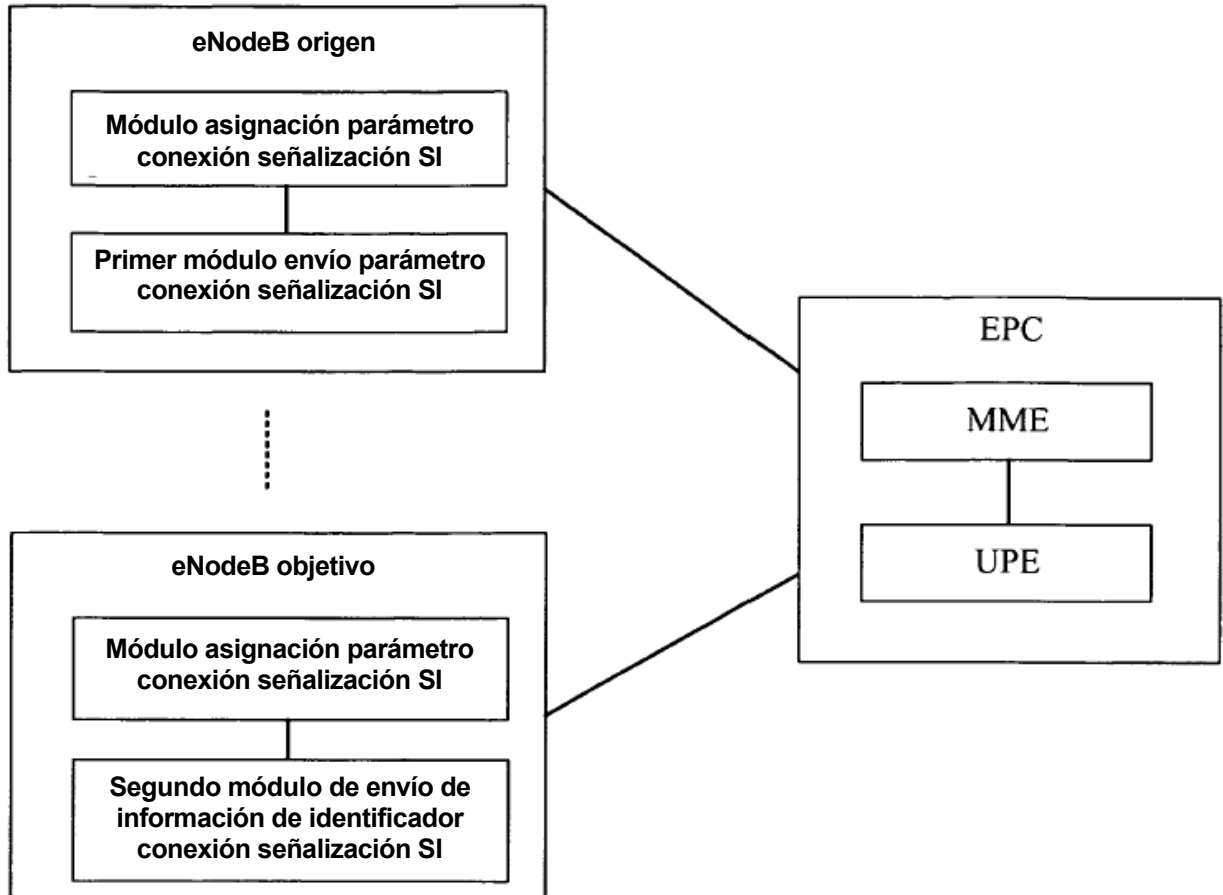 eNodeB origen
Módulo asignación parámetro
conexión señalización SI
Primer módulo envío parámetro
conexión señalización SI
EPC
MME
UPE
eNodeB objetivo
Módulo asignación parámetro
conexión señalización SI
Segundo módulo de envío de
información de identificador
conexión señalización SI